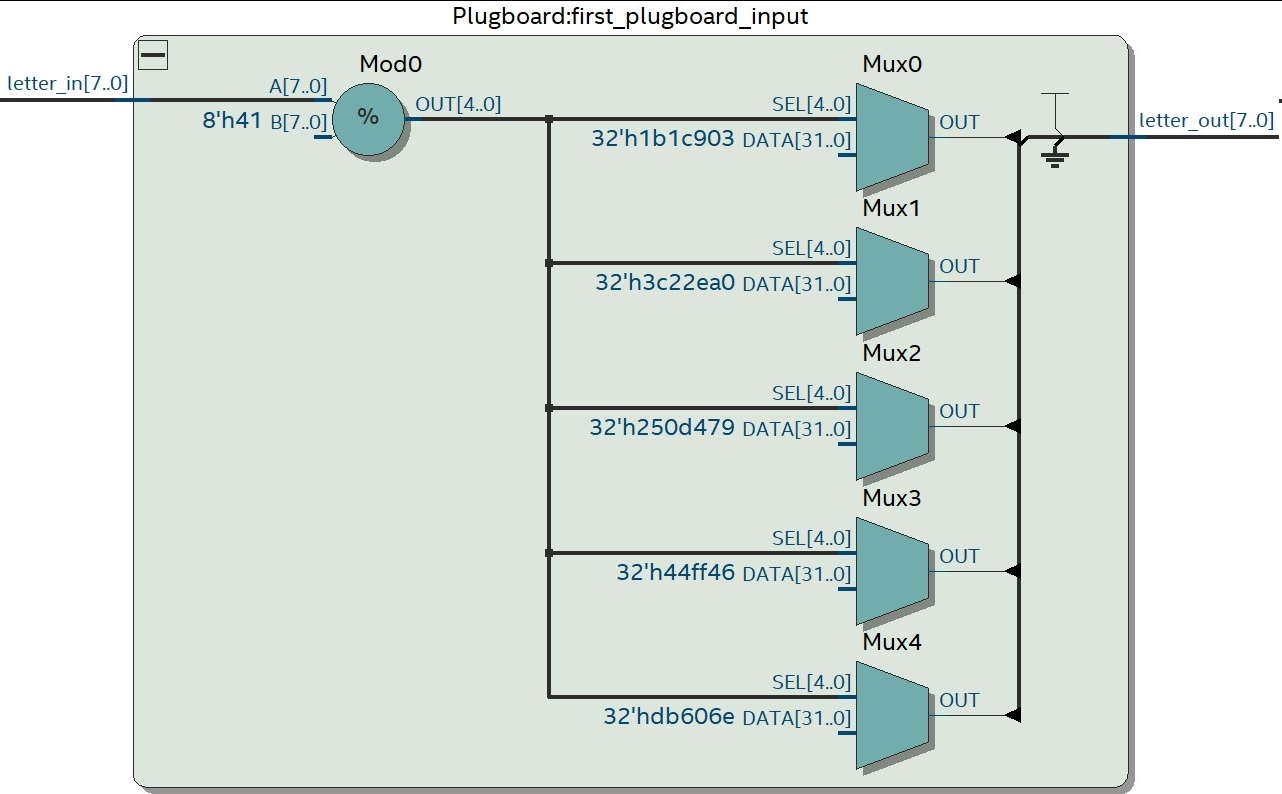 Plugboard:first_plugboard_input
letter_in[7..0]
Mod0
A[7..0]
8'h41 B[7..0]
%
OUT[4..0]
Mux0
SEL[4..0]
32'h1b1c903 DATA[31..0]
OUT
letter_out[7..0]
Mux1
SEL[4..0]
32'h3c22ea0 DATA[31..0]
OUT
Mux2
SEL[4..0]
32'h250d479 DATA[31..0]
OUT
Mux3
SEL[4..0]
32'h44ff46 DATA[31..0]
OUT
Mux4
SEL[4..0]
32'hdb606e DATA[31..0]
OUT